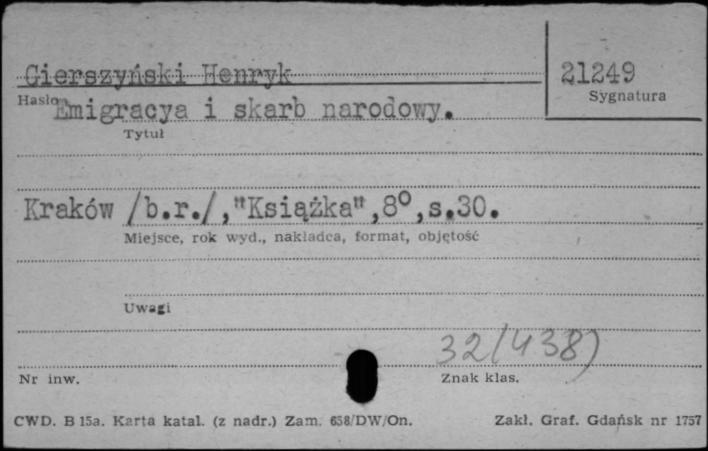 Gierszyński Henryk
21249
Hasło
Sygnatura
Emigracya i skarb narodowy.
Tytuł
Kraków /b.r./,"Książka",8°,s.30.
Miejsce, rok wyd., nakładca, format, objętość
Uwagi
32(438)
Nr inw.
Znak klas.
CWD. B 15a. Karta katal. (z nadr.) Zam. 658/DW/On.
Zakł. Graf. Gdańsk nr 1757